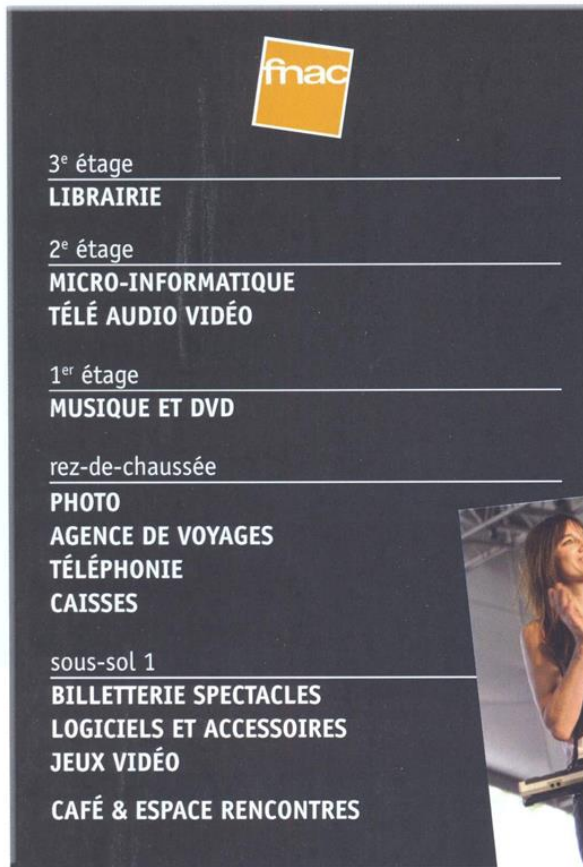 fnac
3e étage
LIBRAIRIE
2e étage
MICRO-INFORMATIQUE
TÉLÉ AUDIO VIDÉO
1er étage
MUSIQUE ET DVD
rez-de-chaussée
PHOTO
AGENCE DE VOYAGES
TÉLÉPHONIE
CAISSES
sous-sol 1
BILLETTERIE SPECTACLES
LOGICIELS ET ACCESSOIRES
JEUX VIDÉO
CAFÉ & ESPACE RENCONTRES